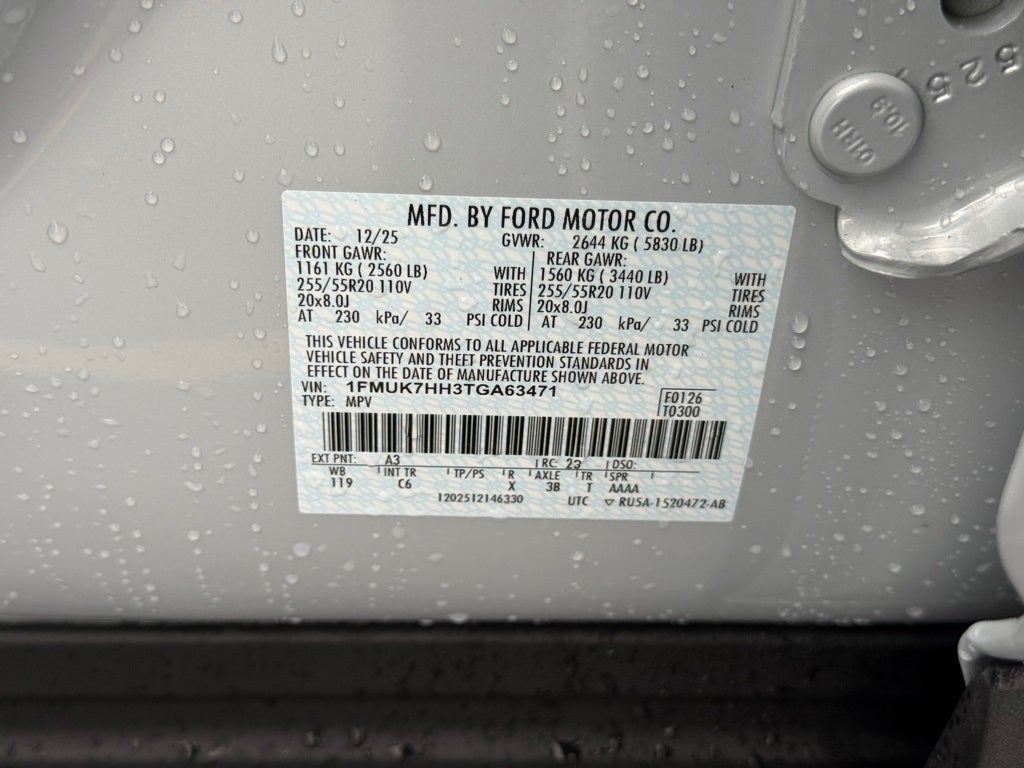 MFD. BY FORD MOTOR CO.
DATE: 12/25 GVWR: 2644 KG ( 5830 LB)
FRONT GAWR: REAR GAWR:
1161 KG ( 2560 LB) WITH 1560 KG ( 3440 LB) WITH
255/55R20 110V TIRES 255/55R20 110V TIRES
20x8.0J RIMS 20x8.0J RIMS
AT 230 kPa/ 33 PSI COLD AT 230 kPa/ 33 PSI COLD
THIS VEHICLE CONFORMS TO ALL APPLICABLE FEDERAL MOTOR
VEHICLE SAFETY AND THEFT PREVENTION STANDARDS IN
EFFECT ON THE DATE OF MANUFACTURE SHOWN ABOVE.
VIN: 1FMUK7HH3TGA63471
TYPE: MPV
F0126
T0300
EXT PNT: A3 RC: 23 DSO:
WB INT TR TP/PS R AXLE TR SPR
119 C6 X 3B T AAAA
1202512146330 UTC ▽ RU5A-1520472-AB
10.9
525